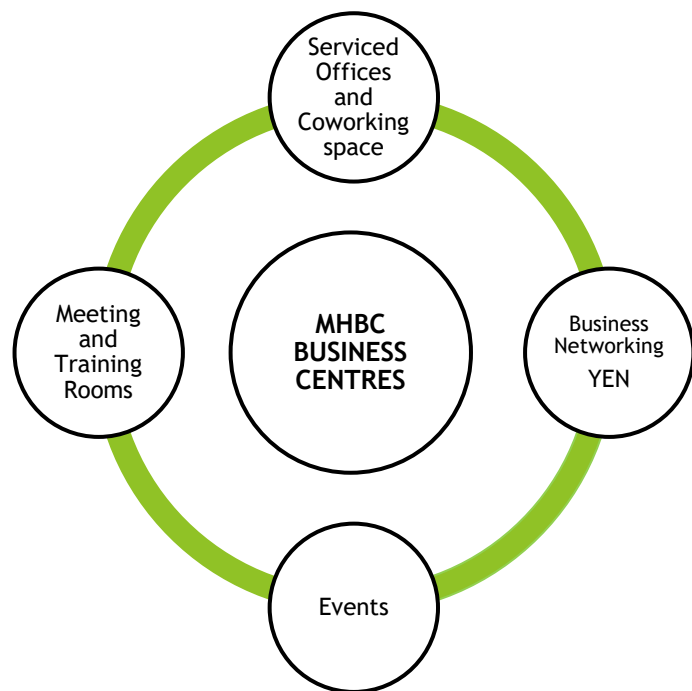 Serviced
Offices
and
Coworking
space
Meeting
and
Training
Rooms
MHBC
BUSINESS
CENTRES
Business
Networking
YEN
Events